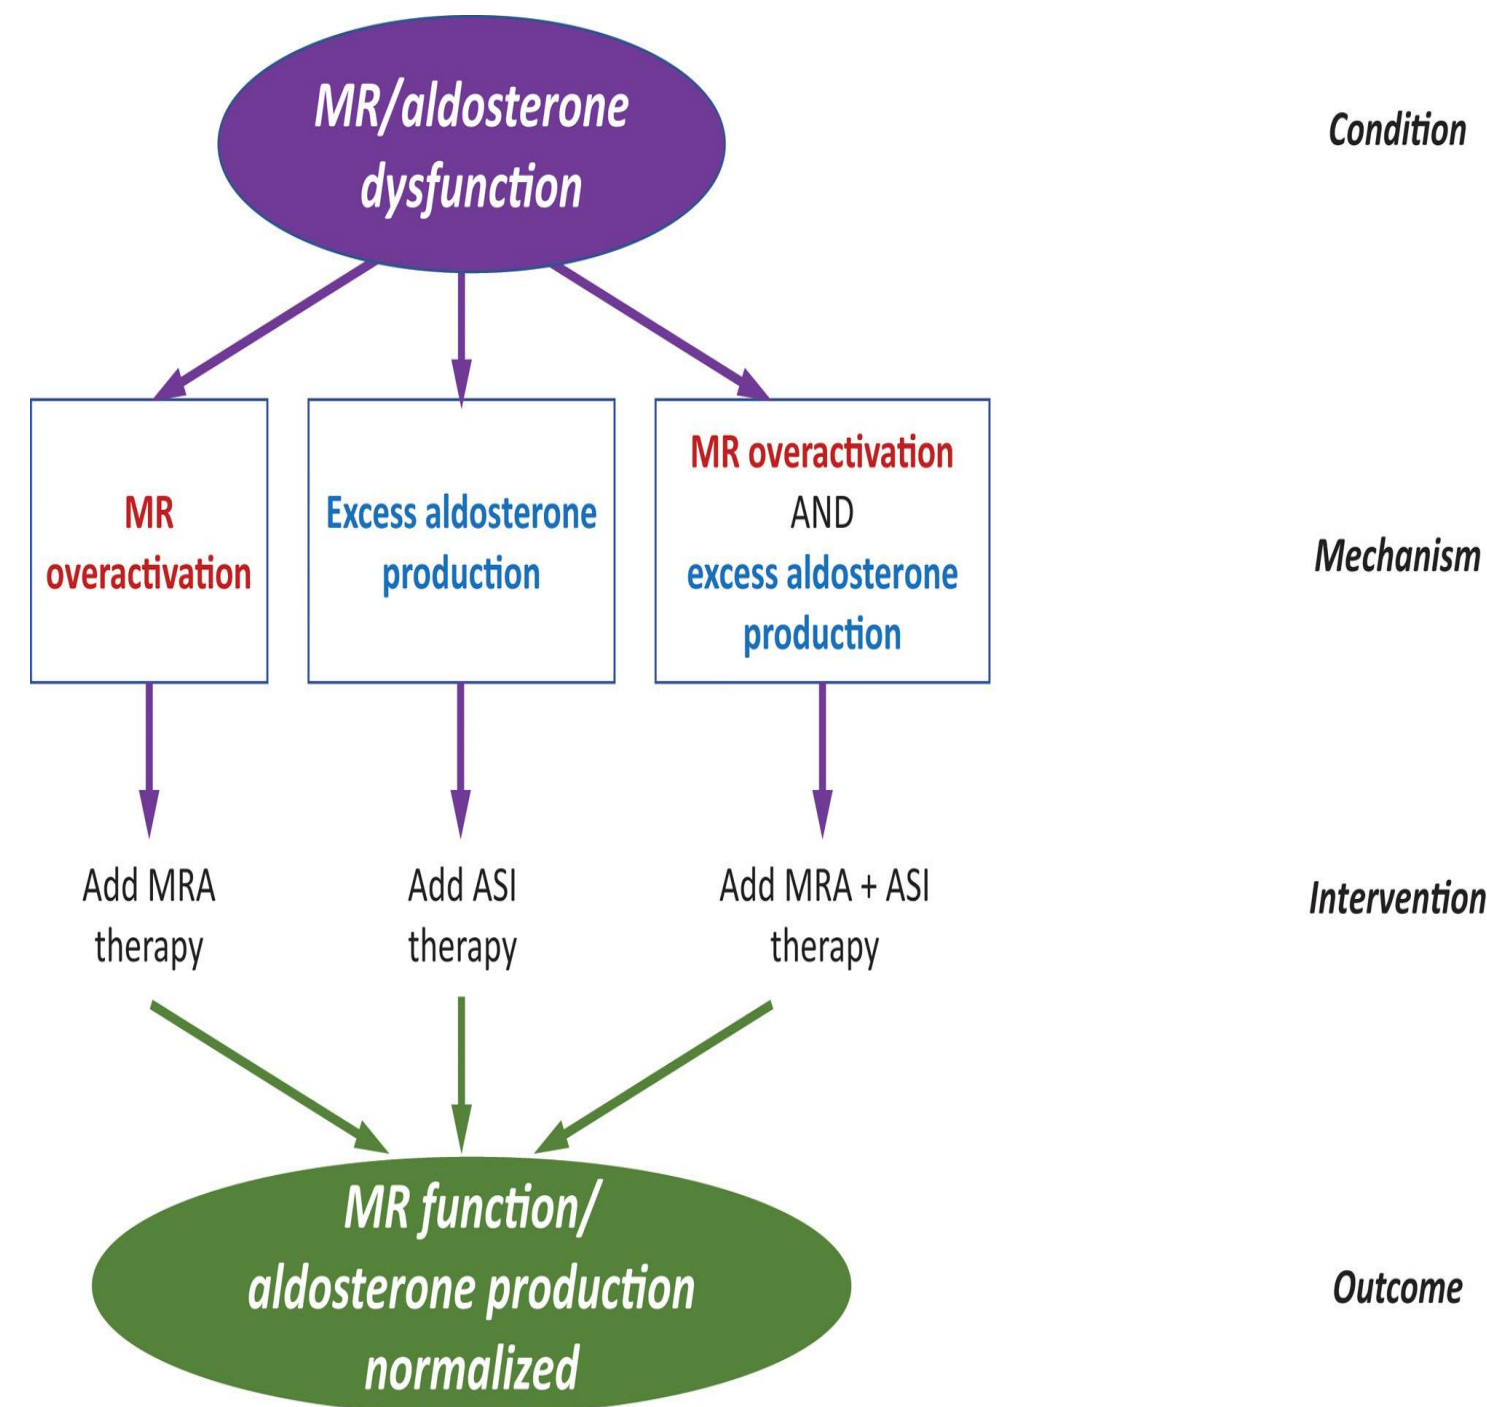 MR/aldosterone
dysfunction
Condition
MR
overactivation
Excess aldosterone
production
MR overactivation
AND
excess aldosterone
production
Mechanism
Add MRA
therapy
Add ASI
therapy
Add MRA + ASI
therapy
Intervention
MR function/
aldosterone production
normalized
Outcome